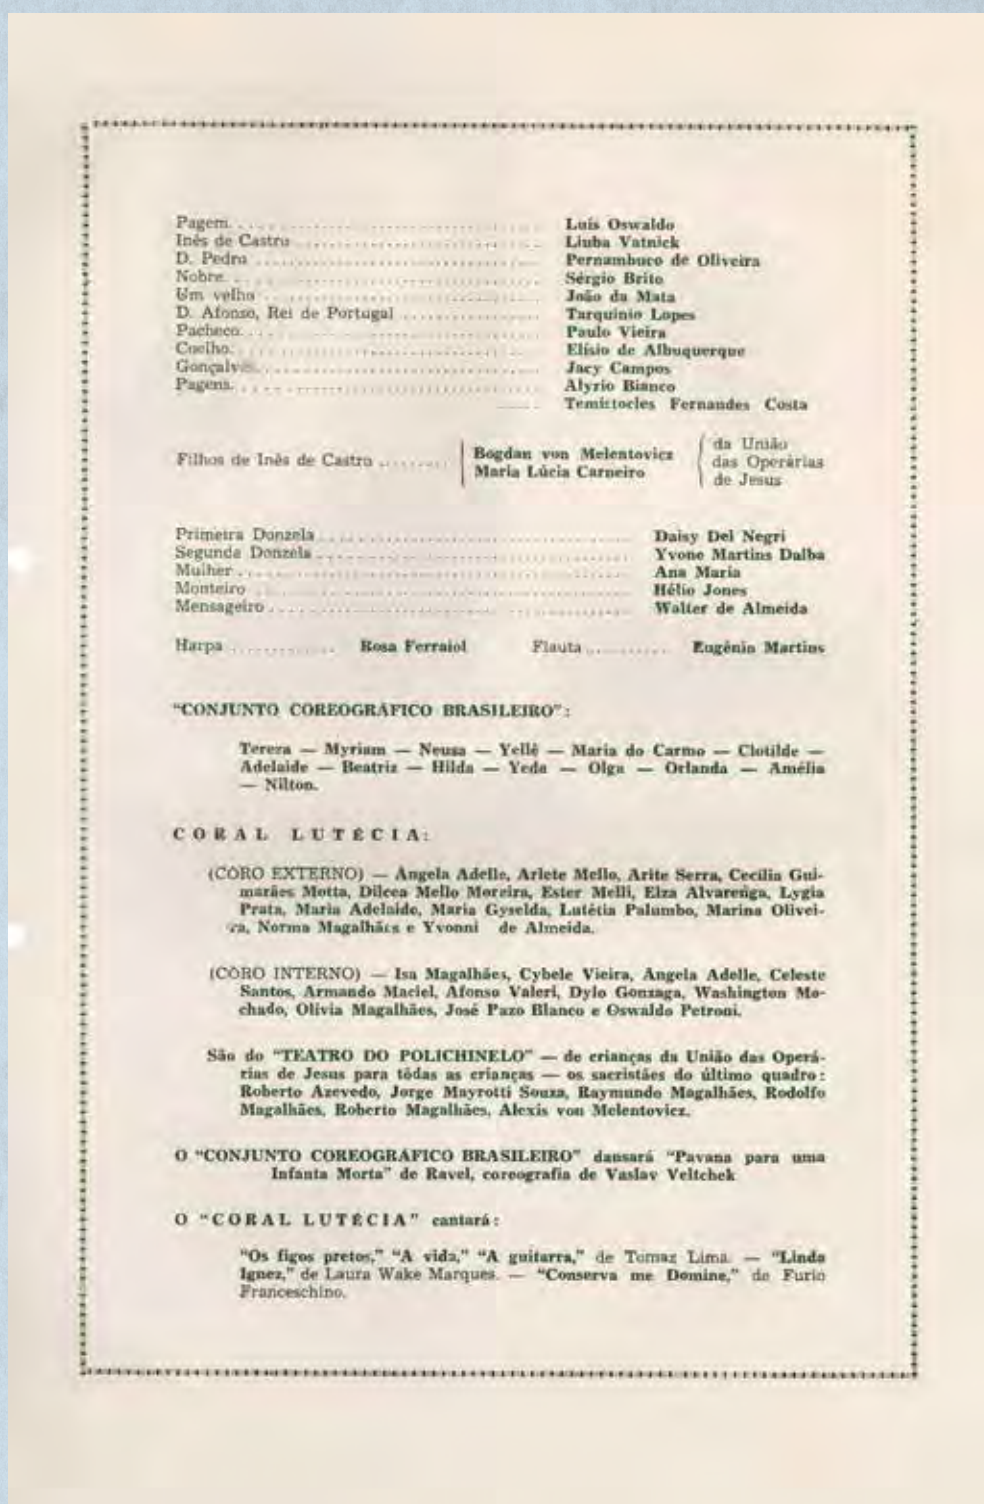 Pagem. . . . . . . . . . . . . . . . . . . . Luís Oswaldo
Inês de Castro . . . . . . . . . . . . . . . . . . . . Liuba Vatnick
D. Pedro . . . . . . . . . . . . . . . . . . . . Pernambuco de Oliveira
Nobre. . . . . . . . . . . . . . . . . . . . Sérgio Brito
Um velho . . . . . . . . . . . . . . . . . . . . João da Mata
D. Afonso, Rei de Portugal . . . . . . . . . . . . . . . Tarquínio Lopes
Pacheco. . . . . . . . . . . . . . . . . . . . Paulo Vieira
Coelho. . . . . . . . . . . . . . . . . . . . Elísio de Albuquerque
Gonçalves. . . . . . . . . . . . . . . . . . . . Jacy Campos
Pagens. . . . . . . . . . . . . . . . . . . . Alyrio Bianco
. . . . . Temistocles Fernandes Costa
Filhos de Inês de Castro . . . . . . . . . Bogdan von Melentovicz
Maria Lúcia Carneiro
da União
das Operárias
de Jesus
Primeira Donzela . . . . . . . . . . . . . . . . . . . . Daisy Del Negri
Segunda Donzela . . . . . . . . . . . . . . . . . . . . Yvone Martins Dalba
Mulher . . . . . . . . . . . . . . . . . . . . Ana Maria
Monteiro . . . . . . . . . . . . . . . . . . . . Hélio Jones
Mensageiro . . . . . . . . . . . . . . . . . . . . Walter de Almeida
Harpa . . . . . . . . . . . . . Rosa Ferraiol Flauta . . . . . . . . . . Eugênio Martins
“CONJUNTO COREOGRÁFICO BRASILEIRO”:
Tereza — Myriam — Neusa — Yellê — Maria do Carmo — Clotilde —
Adelaide — Beatriz — Hilda — Yeda — Olga — Orlanda — Amélia
— Nilton.
CORAL LUTÉCIA:
(CORO EXTERNO) — Angela Adelle, Arlete Mello, Arite Serra, Cecília Gui-
marães Motta, Dilcea Mello Moreira, Ester Melli, Elza Alvarenga, Lygia
Prata, Maria Adelaide, Maria Gyselda, Lutétia Palumbo, Marina Olivei-
ra, Norma Magalhães e Yvonni de Almeida.
(CORO INTERNO) — Isa Magalhães, Cybele Vieira, Angela Adelle, Celeste
Santos, Armando Maciel, Afonso Valeri, Dylo Gonzaga, Washington Ma-
chado, Olivia Magalhães, José Pazo Blanco e Oswaldo Petroni.
São do “TEATRO DO POLICHINELO” — de crianças da União das Operá-
rias de Jesus para tôdas as crianças — os sacristães do último quadro:
Roberto Azevedo, Jorge Mayrotti Souza, Raymundo Magalhães, Rodolfo
Magalhães, Roberto Magalhães, Alexis von Melentovicz.
O “CONJUNTO COREOGRÁFICO BRASILEIRO” dansará “Pavana para uma
Infanta Morta” de Ravel, coreografia de Vaslav Veltchek
O “CORAL LUTÉCIA” cantará:
“Os figos pretos,” “A vida,” “A guitarra,” de Tomaz Lima. — “Linda
Ignez,” de Laura Wake Marques. — “Conserva me Domine,” de Furio
Franceschino.